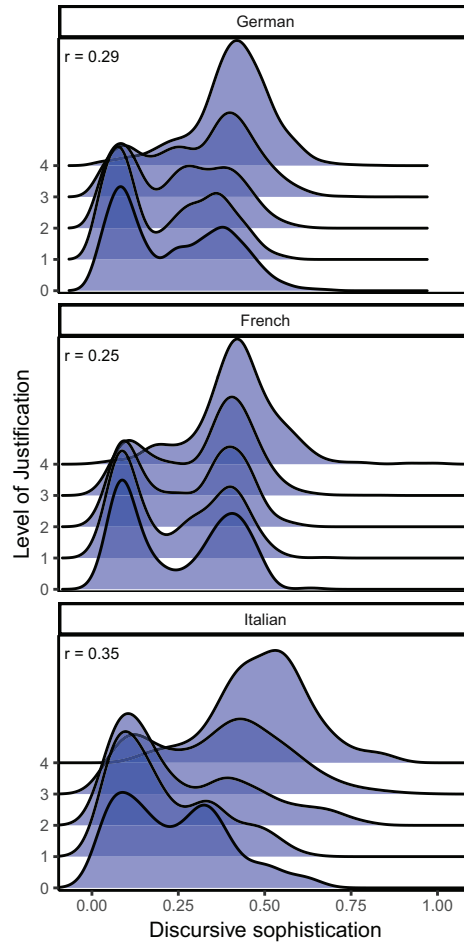 German
r = 0.29
4
3
2
1
0
French
r = 0.25
4
3
2
1
0
Italian
r = 0.35
4
3
2
1
0
0.00 0.25 0.50 0.75 1.00
Discursive sophistication
Level of Justification